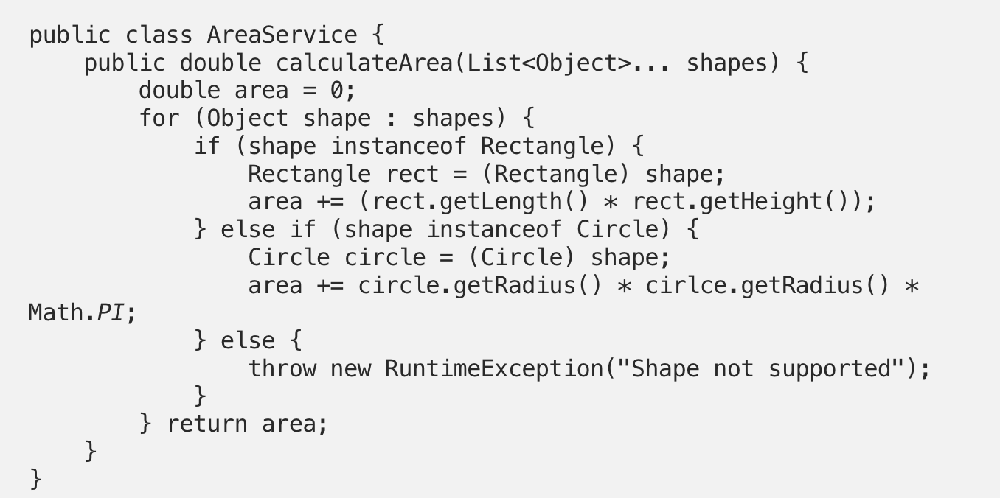 public class AreaService {
    public double calculateArea(List<Object>... shapes) {
        double area = 0;
        for (Object shape : shapes) {
            if (shape instanceof Rectangle) {
                Rectangle rect = (Rectangle) shape;
                area += (rect.getLength() * rect.getHeight());
            } else if (shape instanceof Circle) {
                Circle circle = (Circle) shape;
                area += circle.getRadius() * cirlce.getRadius() *
Math.PI;
            } else {
                throw new RuntimeException("Shape not supported");
            }
        } return area;
    }
}